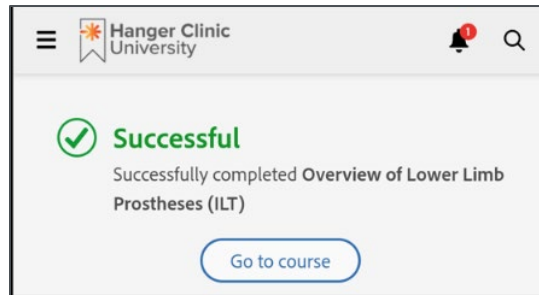 Hanger Clinic
University
1
Successful
Successfully completed Overview of Lower Limb
Prostheses (ILT)
Go to course